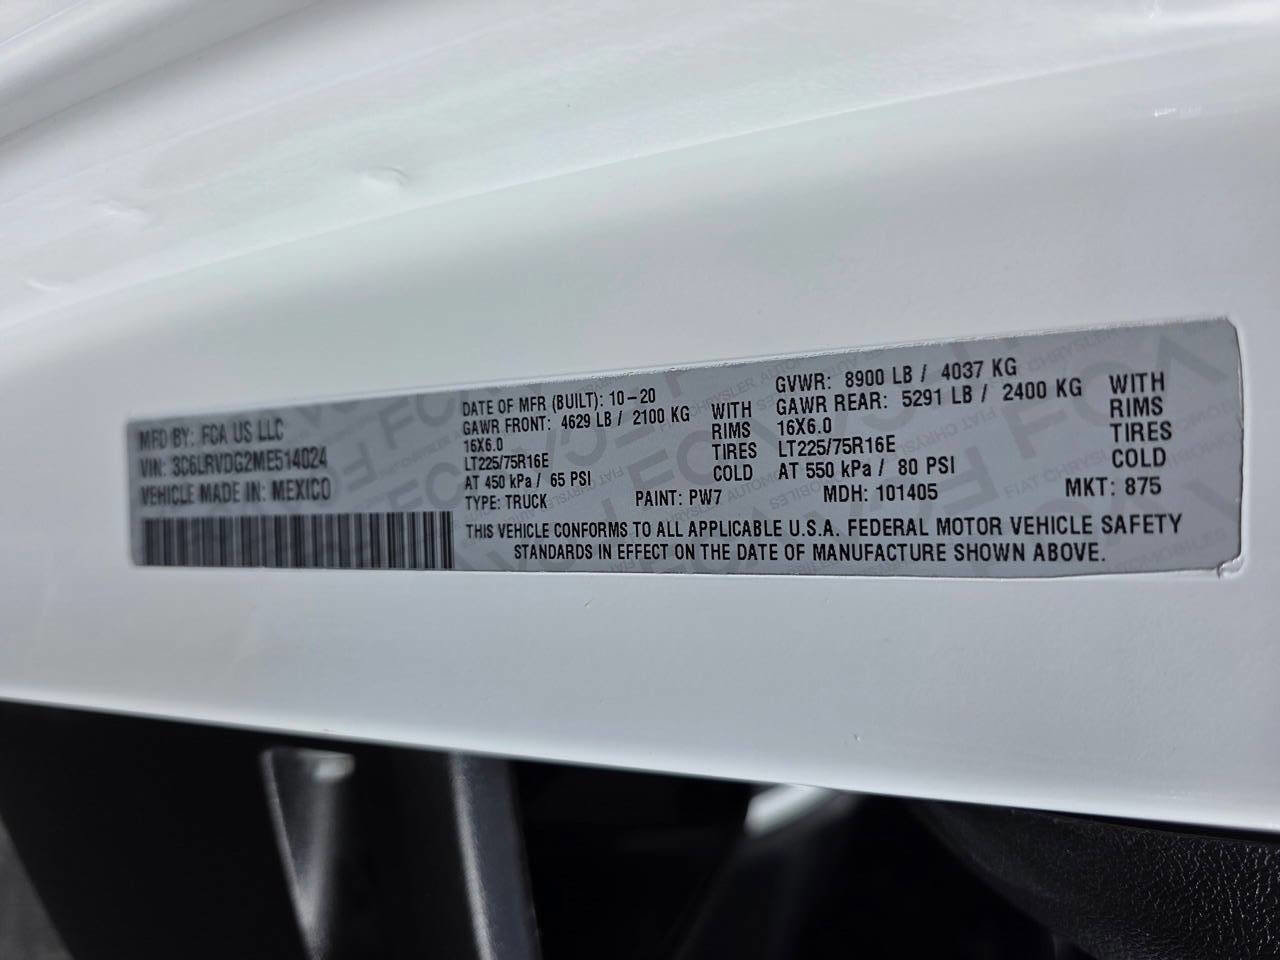 MFD BY: FCA US LLC
VIN: 3C6LRVDG2ME514024
VEHICLE MADE IN: MEXICO
DATE OF MFR (BUILT): 10-20
GAWR FRONT: 4629 LB / 2100 KG WITH
16X6.0 RIMS
LT225/75R16E TIRES
AT 450 kPa / 65 PSI COLD
GVWR: 8900 LB / 4037 KG
GAWR REAR: 5291 LB / 2400 KG WITH
16X6.0 RIMS
LT225/75R16E TIRES
AT 550 kPa / 80 PSI COLD
TYPE: TRUCK PAINT: PW7 MDH: 101405 MKT: 875
THIS VEHICLE CONFORMS TO ALL APPLICABLE U.S.A. FEDERAL MOTOR VEHICLE SAFETY
STANDARDS IN EFFECT ON THE DATE OF MANUFACTURE SHOWN ABOVE.